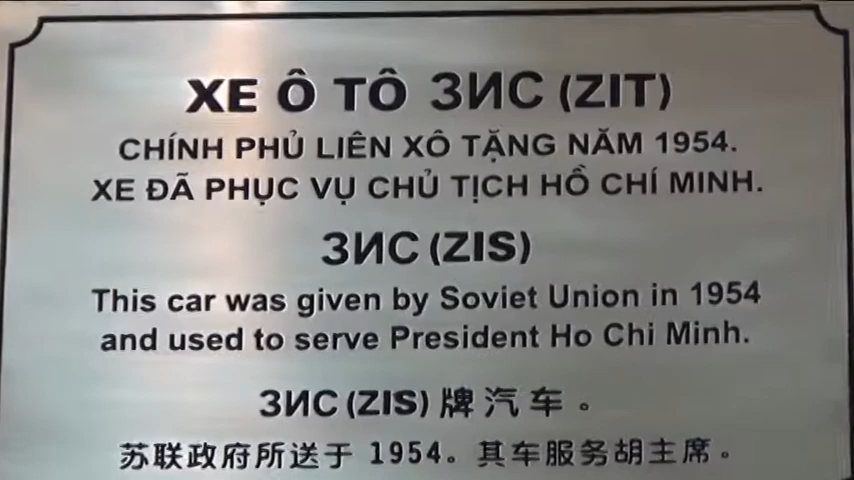 XE Ô TÔ ЗИС (ZIT)
CHÍNH PHỦ LIÊN XÔ TẶNG NĂM 1954.
XE ĐÃ PHỤC VỤ CHỦ TỊCH HỒ CHÍ MINH.
ЗИС (ZIS)
This car was given by Soviet Union in 1954
and used to serve President Ho Chi Minh.
ЗИС (ZIS) 牌汽车。
苏联政府所送于 1954。其车服务胡主席。